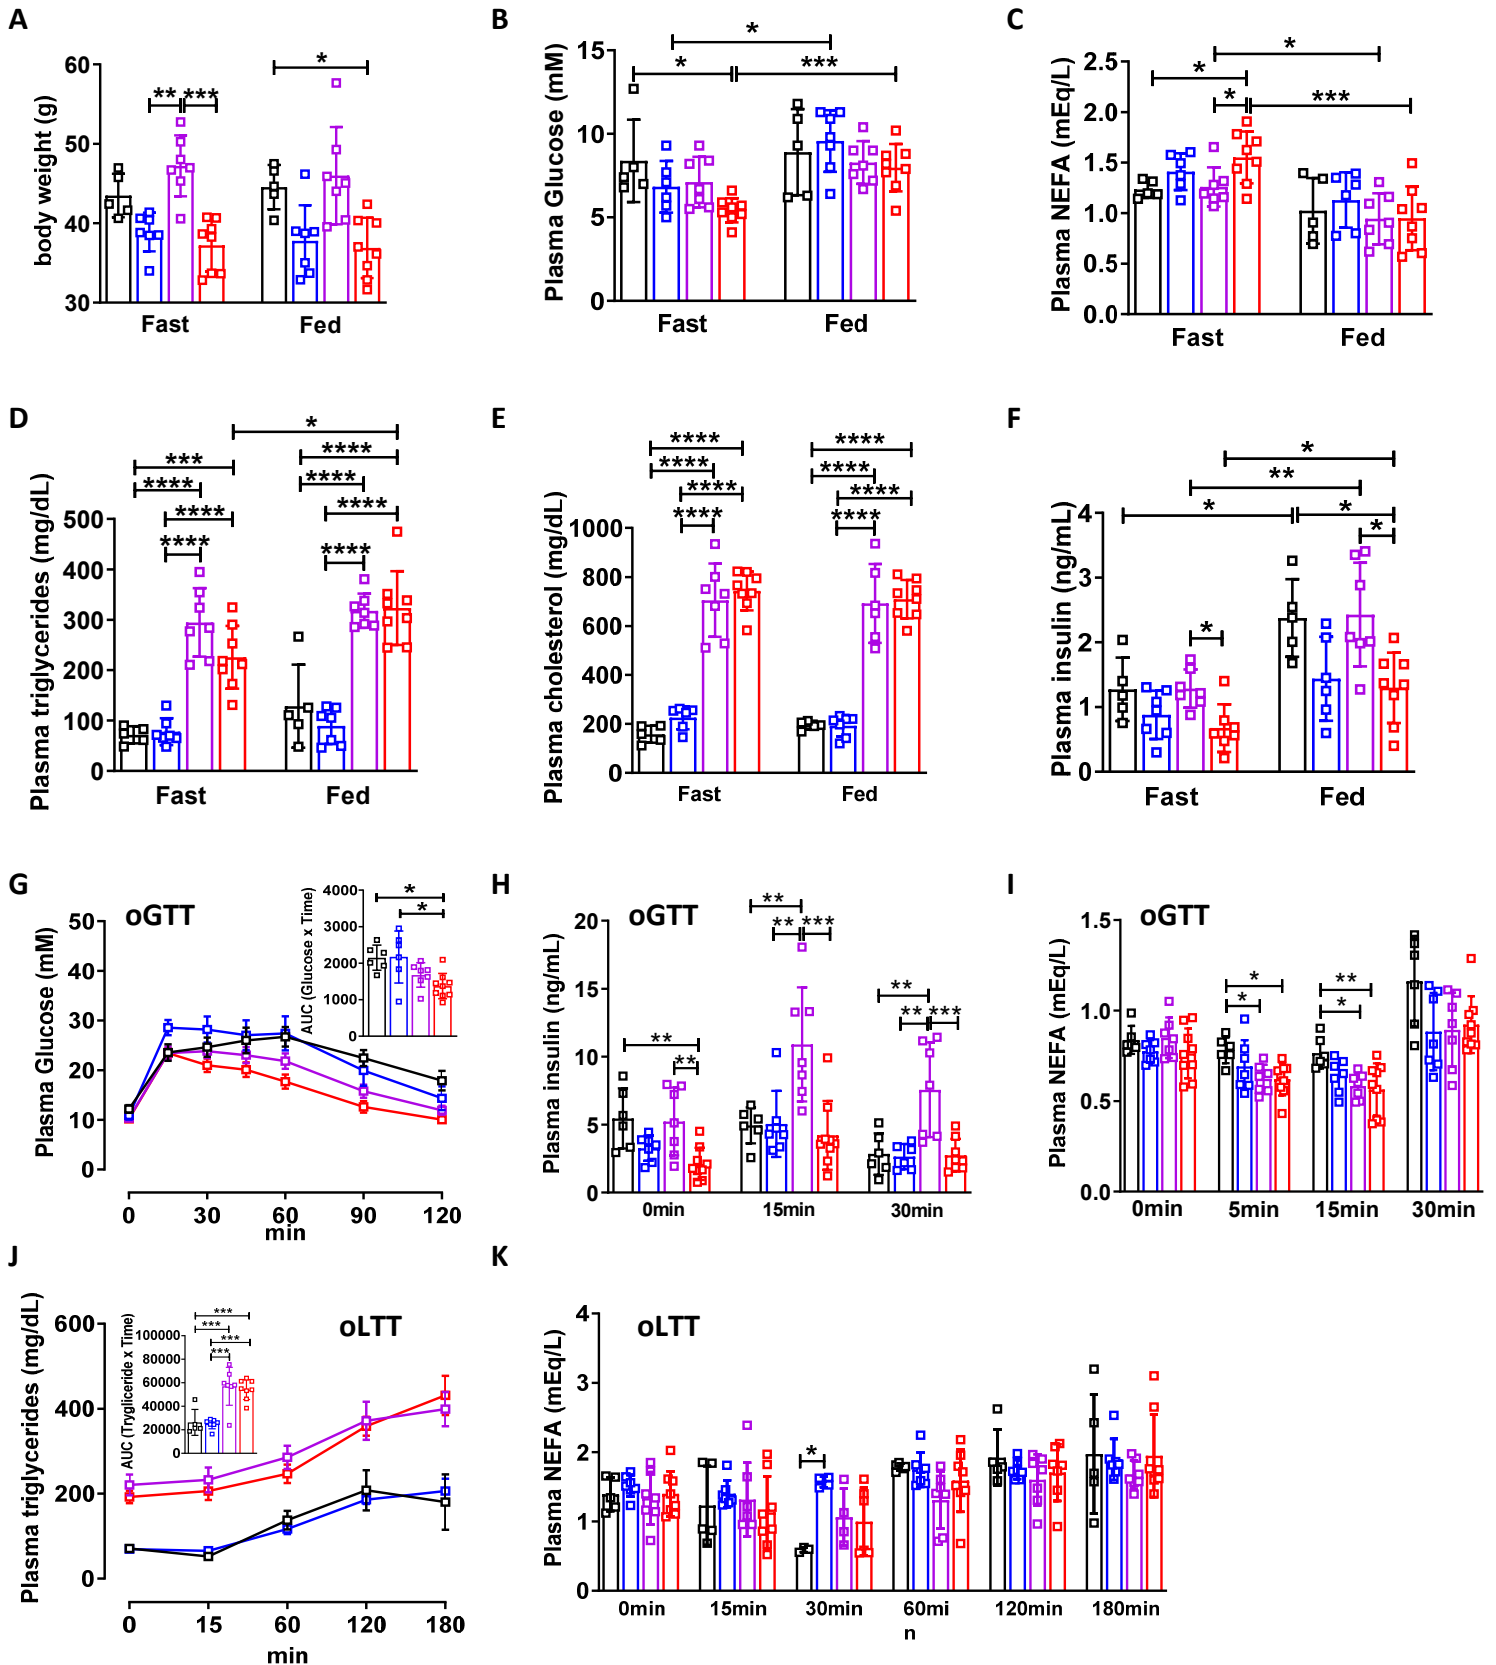 A
body weight (g)
60
50
40
30
**
***
*
Fast
Fed
B
Plasma Glucose (mM)
15
10
5
0
*
*
***
Fast
Fed
C
Plasma NEFA (mEq/L)
2.5
2.0
1.5
1.0
0.5
0.0
*
*
*
***
Fast
Fed
D
Plasma triglycerides (mg/dL)
500
400
300
200
100
0
*
***
****
****
****
****
****
****
****
Fast
Fed
E
Plasma cholesterol (mg/dL)
1000
800
600
400
200
0
****
****
****
****
****
****
****
****
Fast
Fed
F
Plasma insulin (ng/mL)
4
3
2
1
0
*
**
*
*
*
*
Fast
Fed
G
oGTT
Plasma Glucose (mM)
50
40
30
20
10
0
0
30
60
90
120
min
AUC (Glucose x Time)
4000
3000
2000
1000
0
*
*
H
oGTT
Plasma insulin (ng/mL)
20
15
10
5
0
**
**
**
**
***
**
**
***
0min
15min
30min
I
oGTT
Plasma NEFA (mEq/L)
1.5
1.0
0.5
0.0
*
*
**
*
0min
5min
15min
30min
J
oLTT
Plasma triglycerides (mg/dL)
600
400
200
0
0
15
60
120
180
min
AUC (Trygliceride x Time)
100000
80000
60000
40000
20000
0
***
***
***
***
K
oLTT
Plasma NEFA (mEq/L)
4
3
2
1
0
*
0min
15min
30min
60mi
n
120min
180min